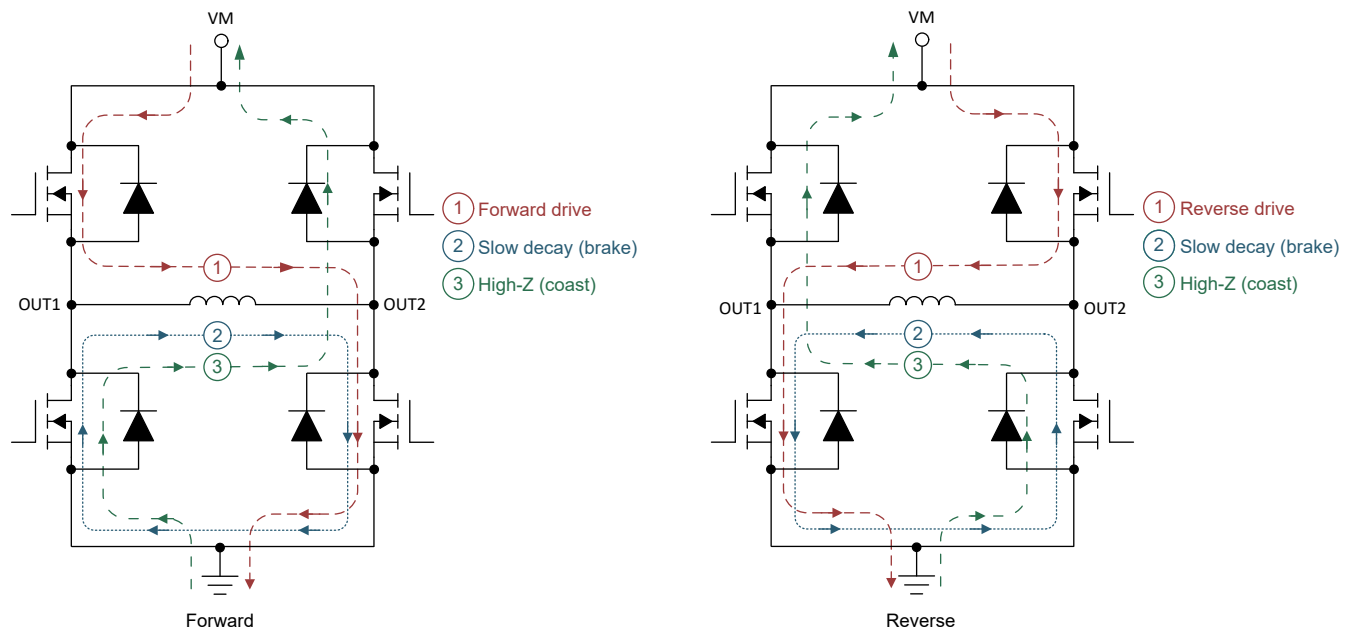 VM
1 Forward drive
2 Slow decay (brake)
3 High-Z (coast)
1
OUT1
OUT2
2
3
Forward
VM
1 Reverse drive
2 Slow decay (brake)
3 High-Z (coast)
1
OUT1
OUT2
2
3
Reverse